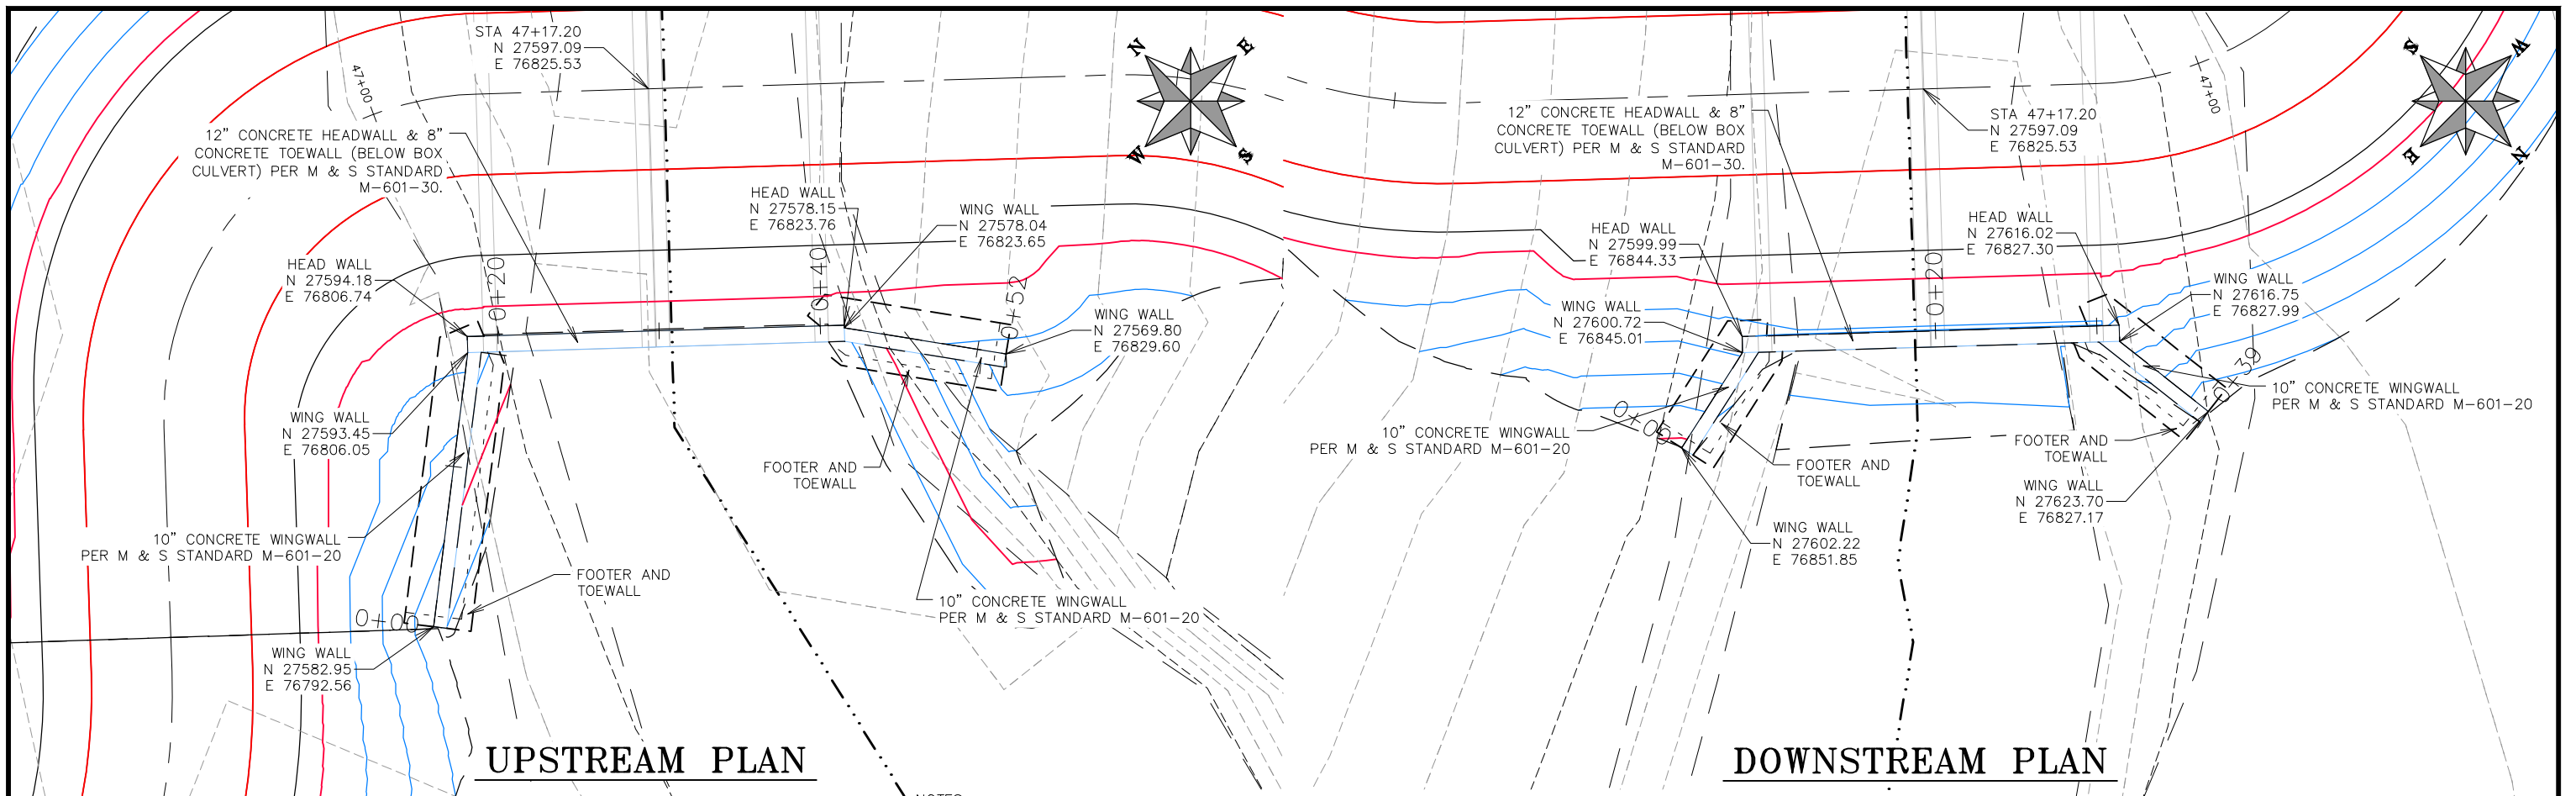 STA 47+17.20
N 27597.09
E 76825.53
47+00
N
E
W
S
12" CONCRETE HEADWALL & 8"
CONCRETE TOEWALL (BELOW BOX
CULVERT) PER M & S STANDARD
M-601-30.
HEAD WALL
N 27578.15
E 76823.76
WING WALL
N 27578.04
E 76823.65
HEAD WALL
N 27594.18
E 76806.74
0+20
0+40
0+52
WING WALL
N 27569.80
E 76829.60
WING WALL
N 27593.45
E 76806.05
FOOTER AND
TOEWALL
10" CONCRETE WINGWALL
PER M & S STANDARD M-601-20
FOOTER AND
TOEWALL
0+05
10" CONCRETE WINGWALL
PER M & S STANDARD M-601-20
WING WALL
N 27582.95
E 76792.56
UPSTREAM PLAN
S
W
E
N
47+00
12" CONCRETE HEADWALL & 8"
CONCRETE TOEWALL (BELOW BOX
CULVERT) PER M & S STANDARD
M-601-30.
STA 47+17.20
N 27597.09
E 76825.53
HEAD WALL
N 27599.99
E 76844.33
HEAD WALL
N 27616.02
E 76827.30
0+20
WING WALL
N 27616.75
E 76827.99
WING WALL
N 27600.72
E 76845.01
0+39
10" CONCRETE WINGWALL
PER M & S STANDARD M-601-20
0+05
10" CONCRETE WINGWALL
PER M & S STANDARD M-601-20
FOOTER AND
TOEWALL
FOOTER AND
TOEWALL
WING WALL
N 27623.70
E 76827.17
WING WALL
N 27602.22
E 76851.85
DOWNSTREAM PLAN